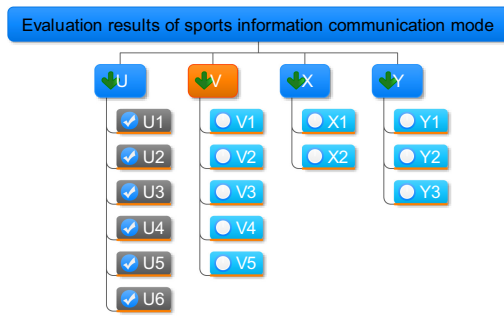 Evaluation results of sports information communication mode
U V X Y
U1 V1 X1 Y1
U2 V2 X2 Y2
U3 V3 Y3
U4 V4
U5 V5
U6